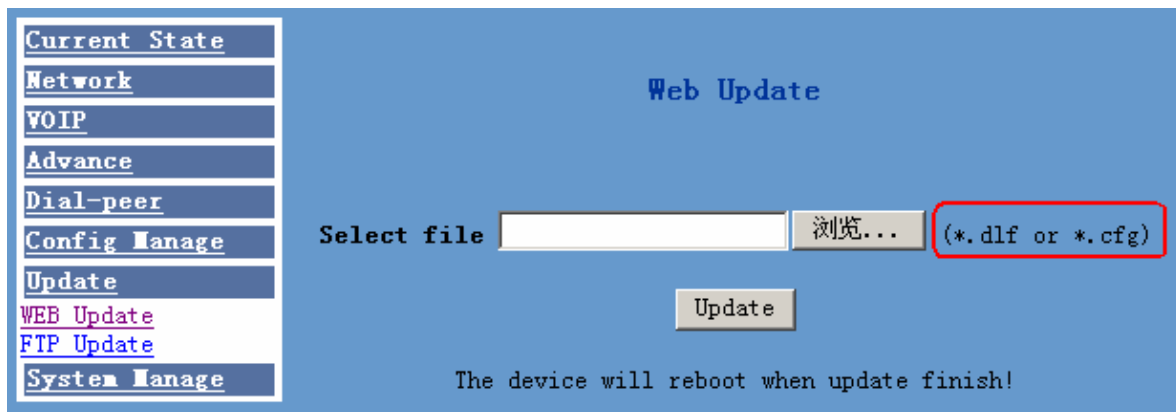 Current State
Network
VOIP
Advance
Dial-peer
Config Manage
Update
WEB Update
FTP Update
System Manage
Web Update
Select file 浏览... (*.dlf or *.cfg)
Update
The device will reboot when update finish!